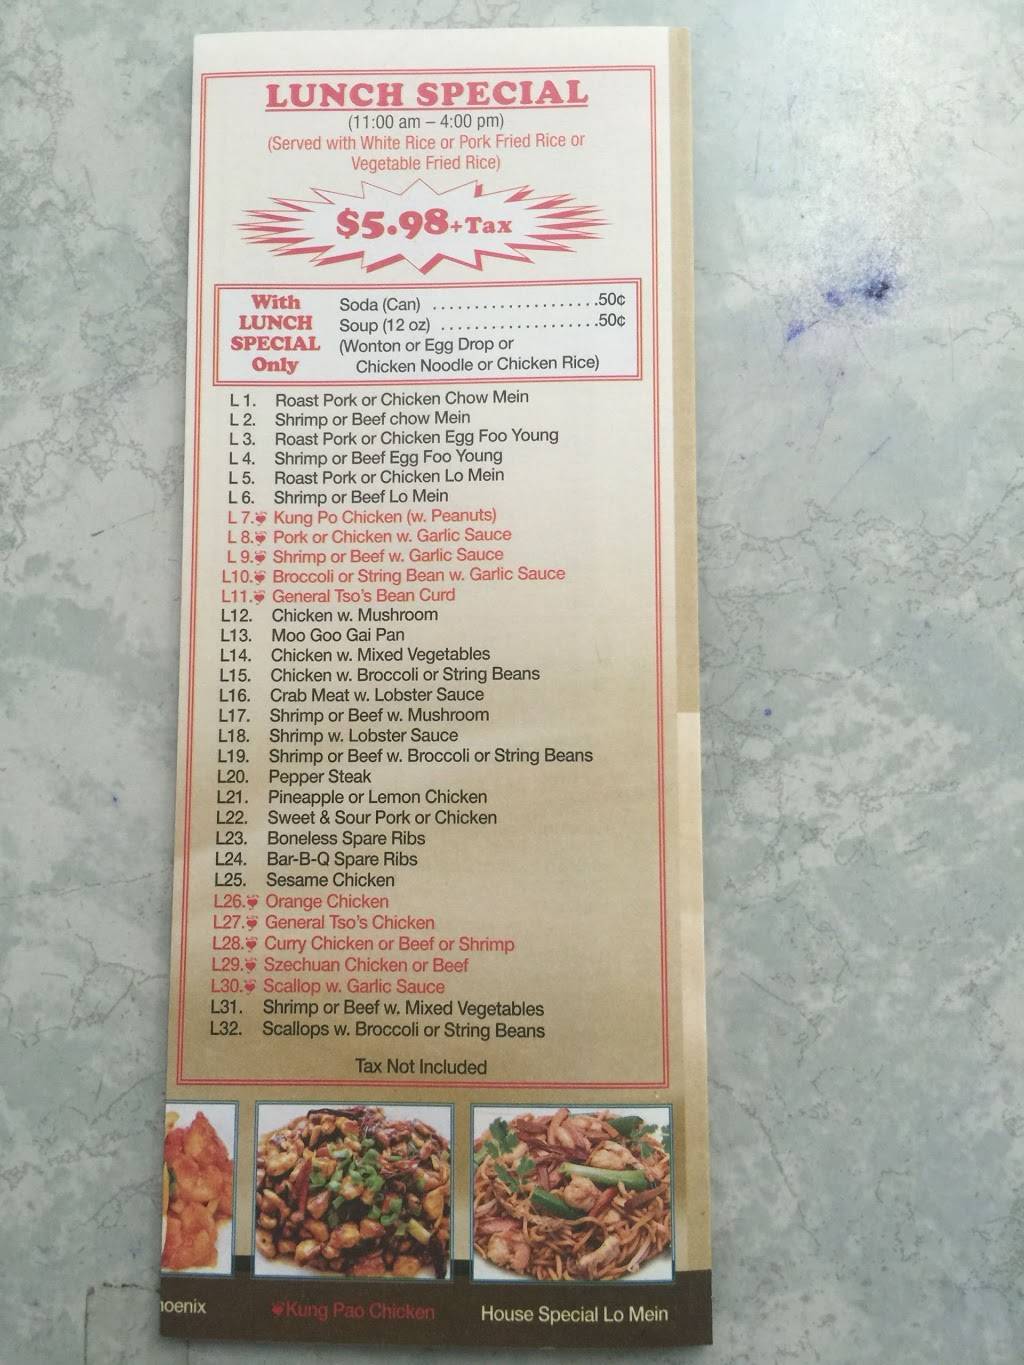 LUNCH SPECIAL
(11:00 am – 4:00 pm)
(Served with White Rice or Pork Fried Rice or
Vegetable Fried Rice)
$5.98+Tax
With
LUNCH
SPECIAL
Only
Soda (Can) ....................50¢
Soup (12 oz) ...................50¢
(Wonton or Egg Drop or
Chicken Noodle or Chicken Rice)
L 1. Roast Pork or Chicken Chow Mein
L 2. Shrimp or Beef chow Mein
L 3. Roast Pork or Chicken Egg Foo Young
L 4. Shrimp or Beef Egg Foo Young
L 5. Roast Pork or Chicken Lo Mein
L 6. Shrimp or Beef Lo Mein
L 7. Kung Po Chicken (w. Peanuts)
L 8. Pork or Chicken w. Garlic Sauce
L 9. Shrimp or Beef w. Garlic Sauce
L10. Broccoli or String Bean w. Garlic Sauce
L11. General Tso's Bean Curd
L12. Chicken w. Mushroom
L13. Moo Goo Gai Pan
L14. Chicken w. Mixed Vegetables
L15. Chicken w. Broccoli or String Beans
L16. Crab Meat w. Lobster Sauce
L17. Shrimp or Beef w. Mushroom
L18. Shrimp w. Lobster Sauce
L19. Shrimp or Beef w. Broccoli or String Beans
L20. Pepper Steak
L21. Pineapple or Lemon Chicken
L22. Sweet & Sour Pork or Chicken
L23. Boneless Spare Ribs
L24. Bar-B-Q Spare Ribs
L25. Sesame Chicken
L26. Orange Chicken
L27. General Tso's Chicken
L28. Curry Chicken or Beef or Shrimp
L29. Szechuan Chicken or Beef
L30. Scallop w. Garlic Sauce
L31. Shrimp or Beef w. Mixed Vegetables
L32. Scallops w. Broccoli or String Beans
Tax Not Included
oenix
Kung Pao Chicken
House Special Lo Mein